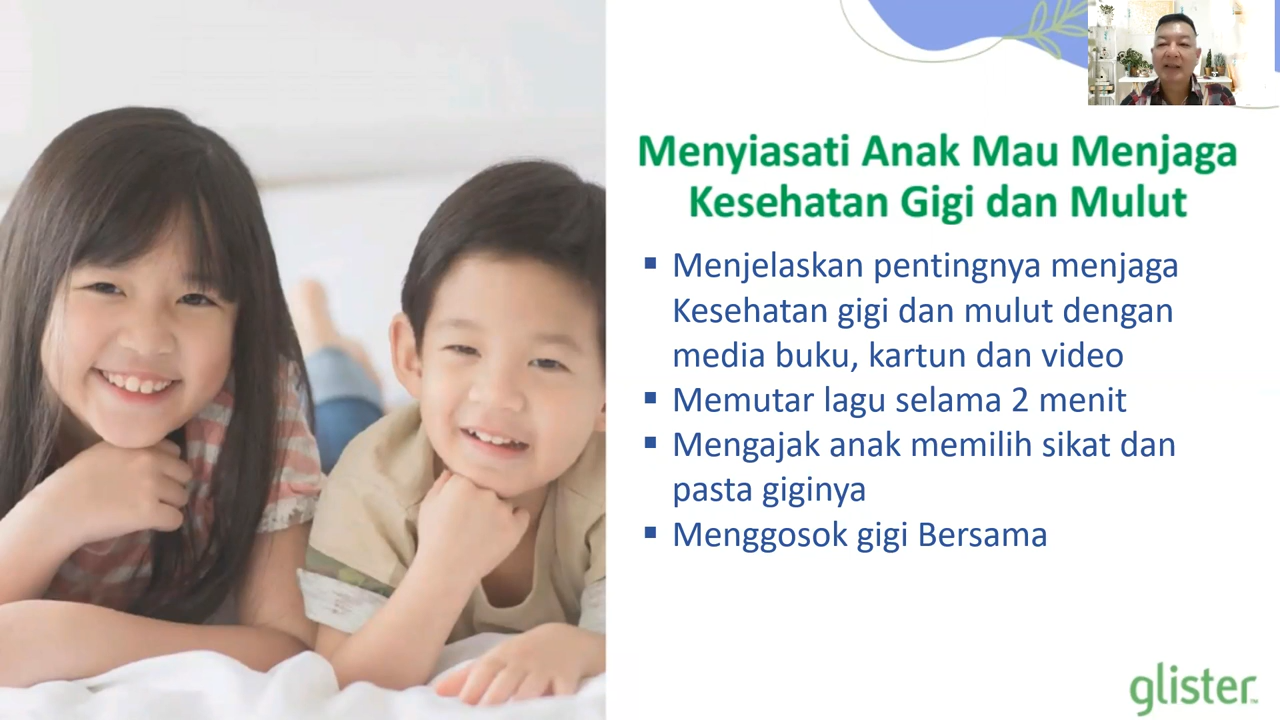 Menyiasati Anak Mau Menjaga
Kesehatan Gigi dan Mulut
▪ Menjelaskan pentingnya menjaga
Kesehatan gigi dan mulut dengan
media buku, kartun dan video
▪ Memutar lagu selama 2 menit
▪ Mengajak anak memilih sikat dan
pasta giginya
▪ Menggosok gigi Bersama
glister™